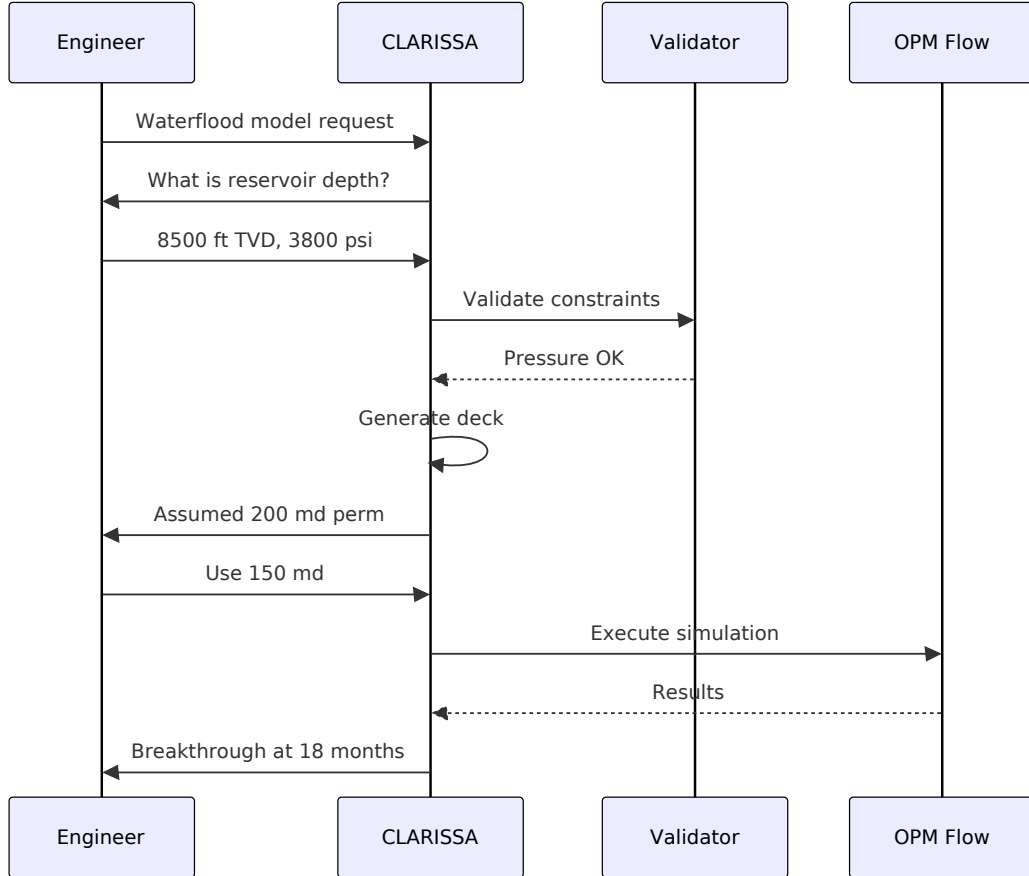 Engineer
CLARISSA
Validator
OPM Flow
Waterflood model request
What is reservoir depth?
8500 ft TVD, 3800 psi
Validate constraints
Pressure OK
Generate deck
Assumed 200 md perm
Use 150 md
Execute simulation
Results
Breakthrough at 18 months
Engineer
CLARISSA
Validator
OPM Flow